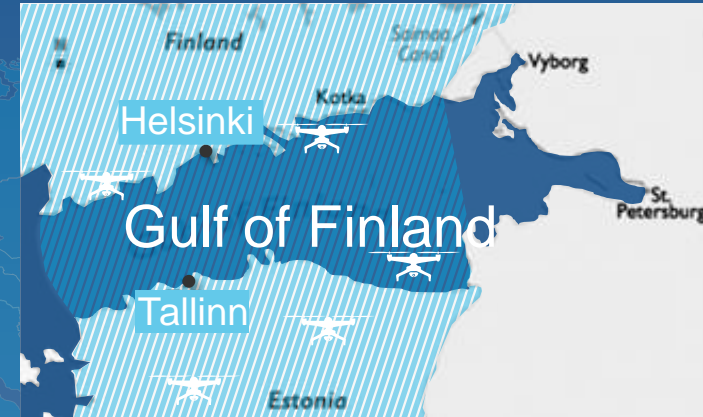 Finland
Saimaa
Canal
N
Vyborg
Kotka
Helsinki
Gulf of Finland
St.
Petersburg
Tallinn
Estonia